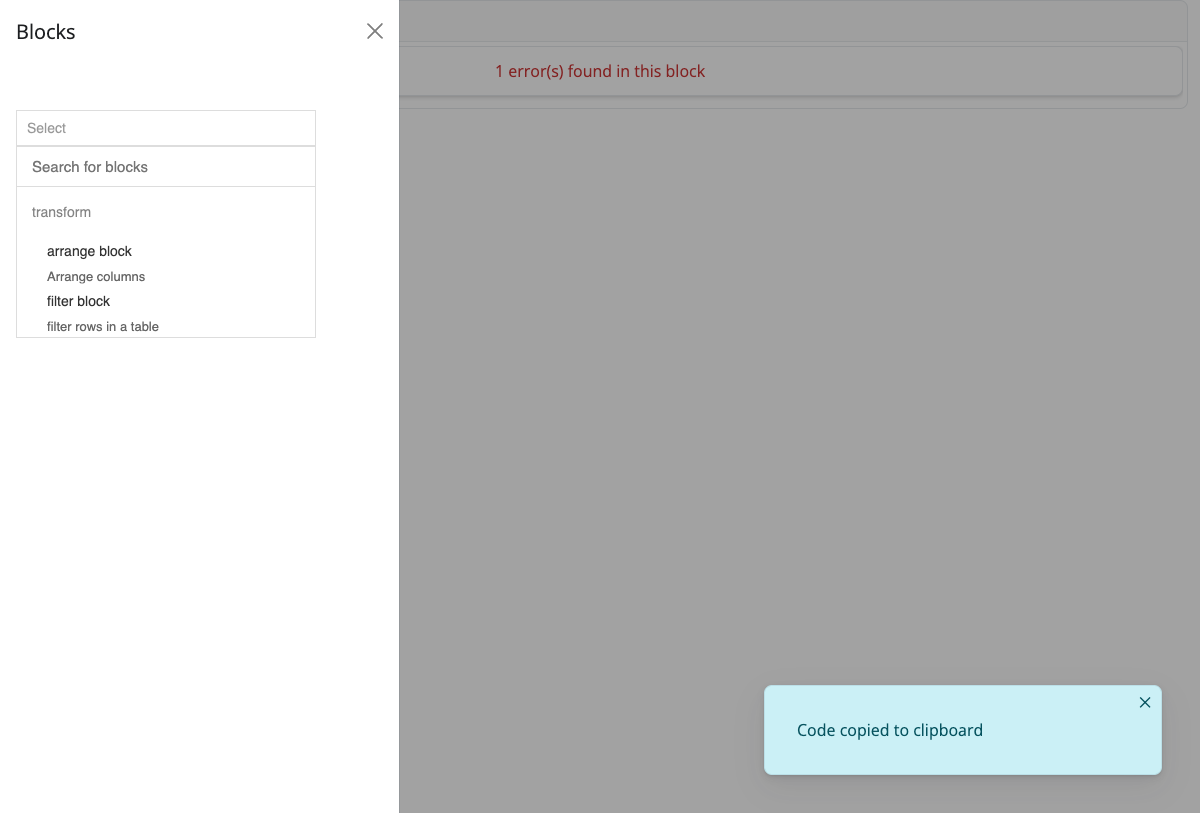 Blocks
1 error(s) found in this block
Select
Search for blocks
transform
arrange block
Arrange columns
filter block
filter rows in a table
Code copied to clipboard